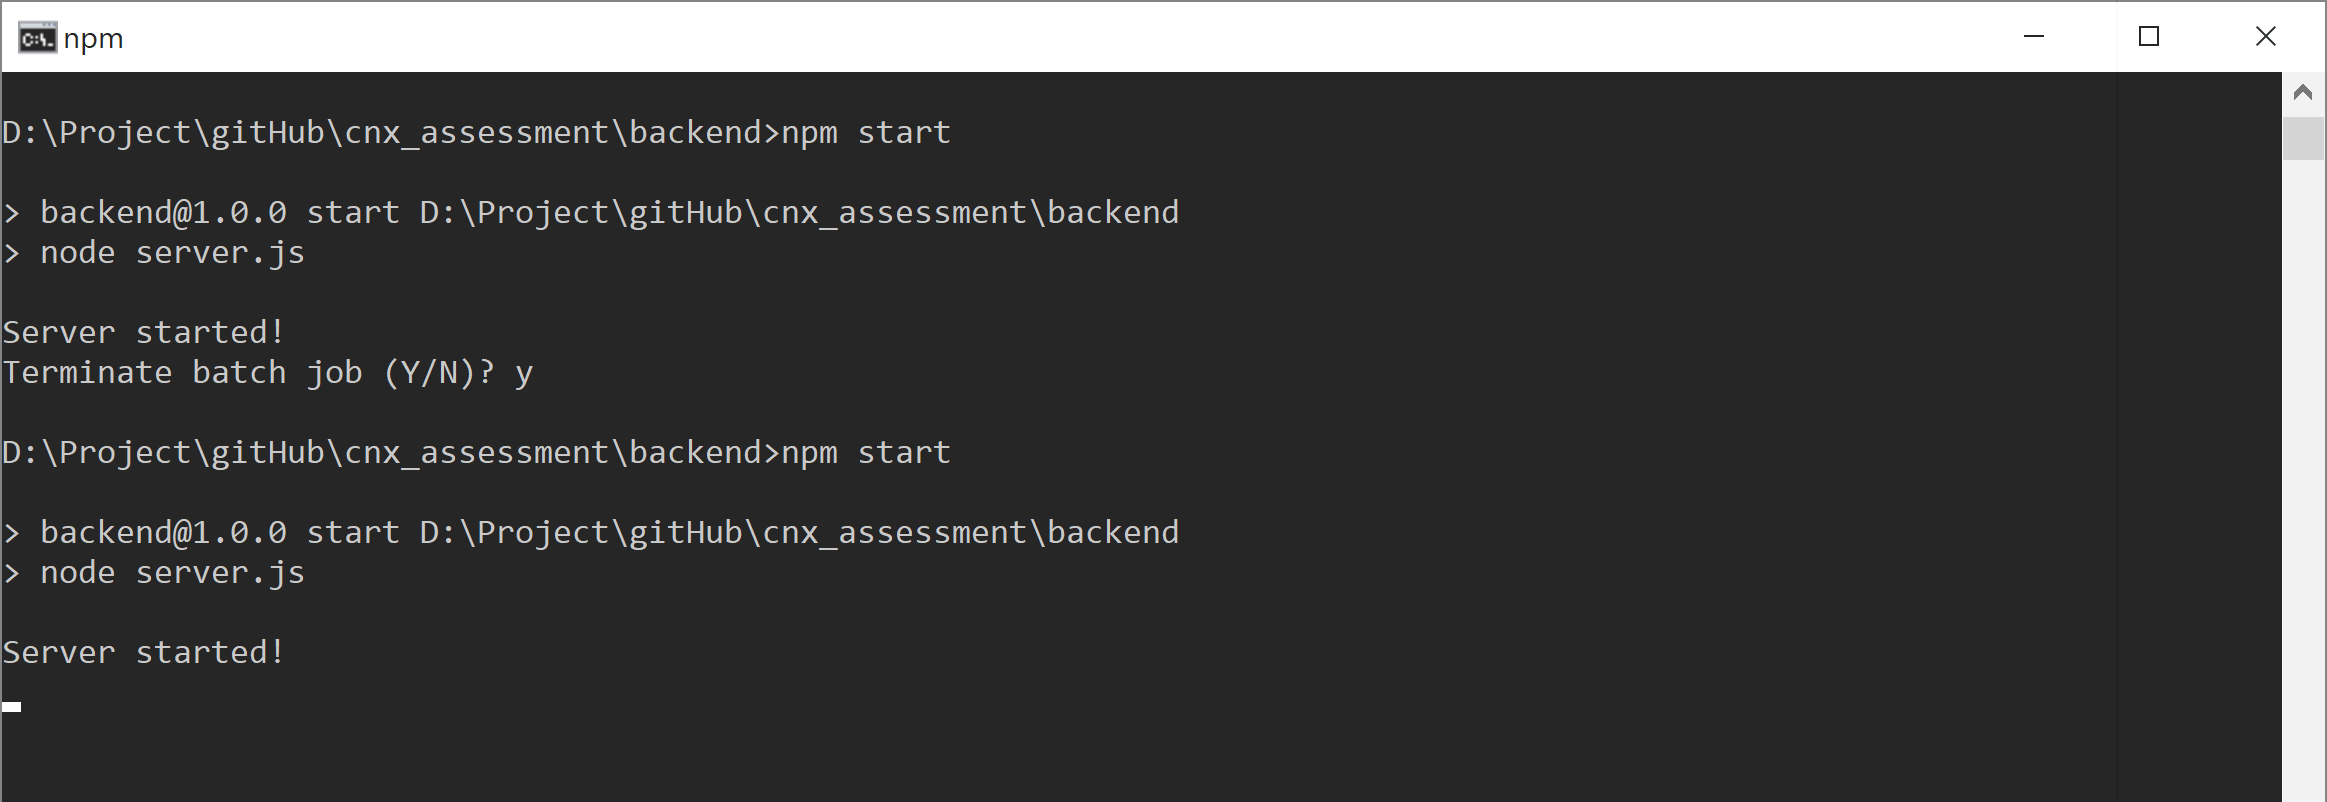 C:\.
npm
D:\Project\gitHub\cnx_assessment\backend>npm start
> backend@1.0.0 start D:\Project\gitHub\cnx_assessment\backend
> node server.js
Server started!
Terminate batch job (Y/N)? y
D:\Project\gitHub\cnx_assessment\backend>npm start
> backend@1.0.0 start D:\Project\gitHub\cnx_assessment\backend
> node server.js
Server started!